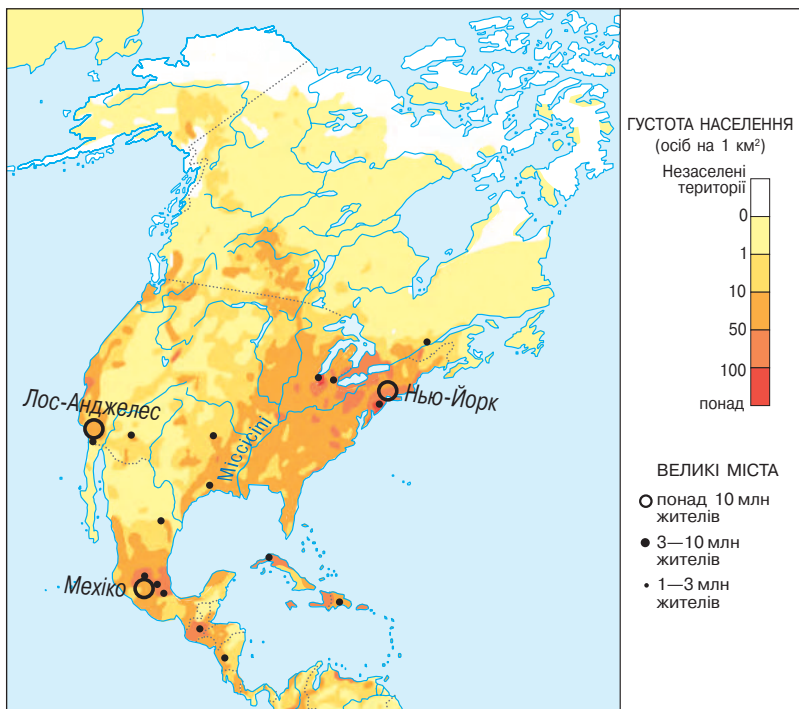 Лос-Анджелес
Нью-Йорк
Міссісіпі
Мехіко
ГУСТОТА НАСЕЛЕННЯ
(осіб на 1 км²)
Незаселені
території
0
1
10
50
100
понад
ВЕЛИКІ МІСТА
понад 10 млн
жителів
3—10 млн
жителів
1—3 млн
жителів